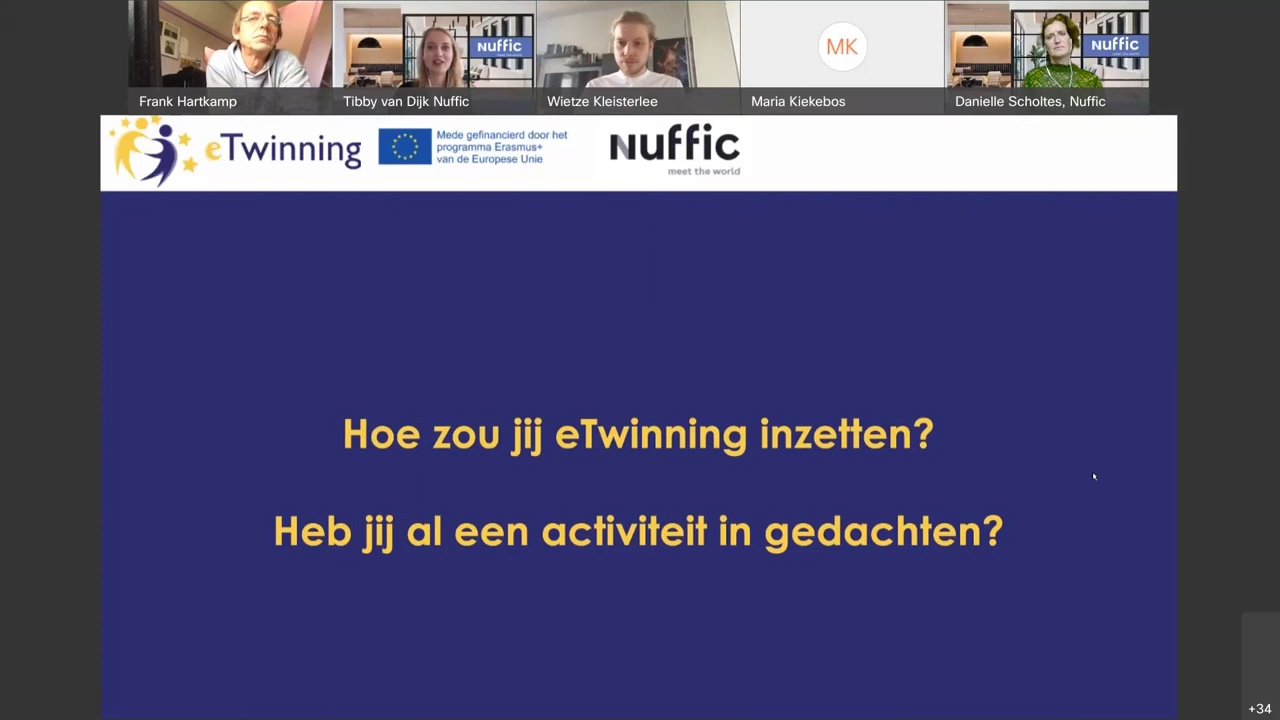 Nuffic
Nuffic
Frank Hartkamp
Tibby van Dijk Nuffic
Wietze Kleisterlee
MK
Maria Kiekebos
Danielle Scholtes, Nuffic
eTwinning
Mede gefinancierd door het
programma Erasmus+
van de Europese Unie
Nuffic
meet the world
Hoe zou jij eTwinning inzetten?
Heb jij al een activiteit in gedachten?
+34